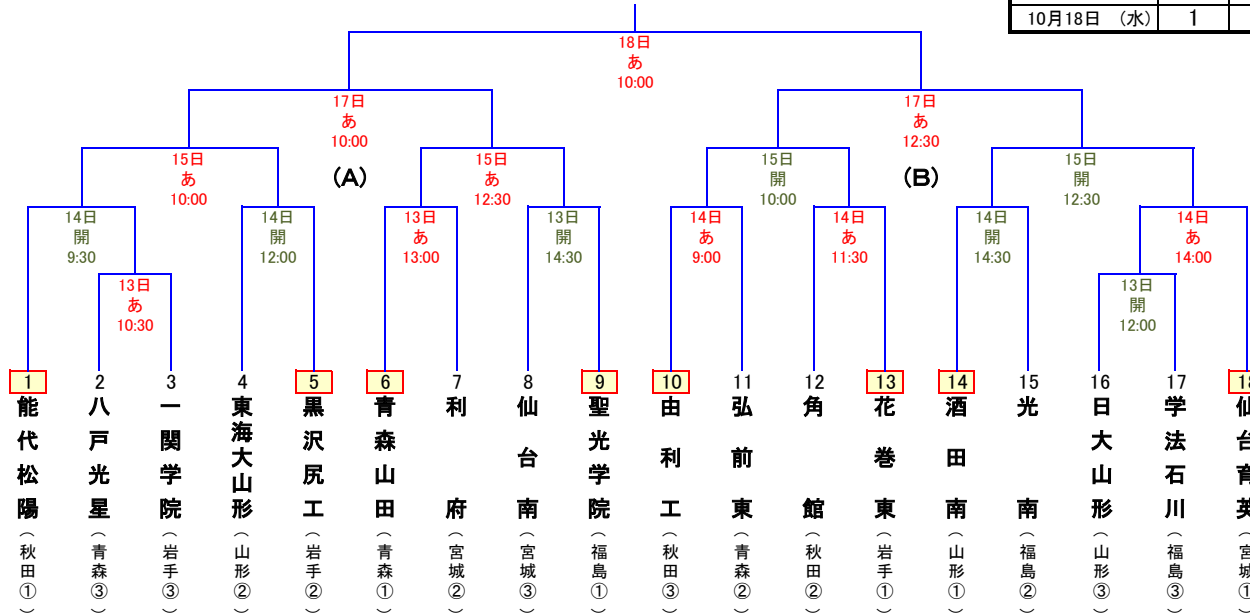 10月18日 （水） 1
18日
あ
10:00
17日
あ
10:00
17日
あ
12:30
15日
あ
10:00
(A)
15日
あ
12:30
15日
開
10:00
(B)
15日
開
12:30
14日
開
9:30
14日
開
12:00
13日
あ
13:00
13日
開
14:30
14日
あ
9:00
14日
あ
11:30
14日
開
14:30
14日
あ
14:00
13日
あ
10:30
13日
開
12:00
1
能代松陽
（秋田①）
2
八戸光星
（青森③）
3
一関学院
（岩手③）
4
東海大山形
（山形②）
5
黒沢尻工
（岩手②）
6
青森山田
（青森①）
7
利府
（宮城②）
8
仙台南
（宮城③）
9
聖光学院
（福島①）
10
由利工
（秋田③）
11
弘前東
（青森②）
12
角館
（秋田②）
13
花巻東
（岩手①）
14
酒田南
（山形①）
15
光南
（福島②）
16
日大山形
（山形③）
17
学法石川
（福島③）
18
仙台育英
（宮城①）